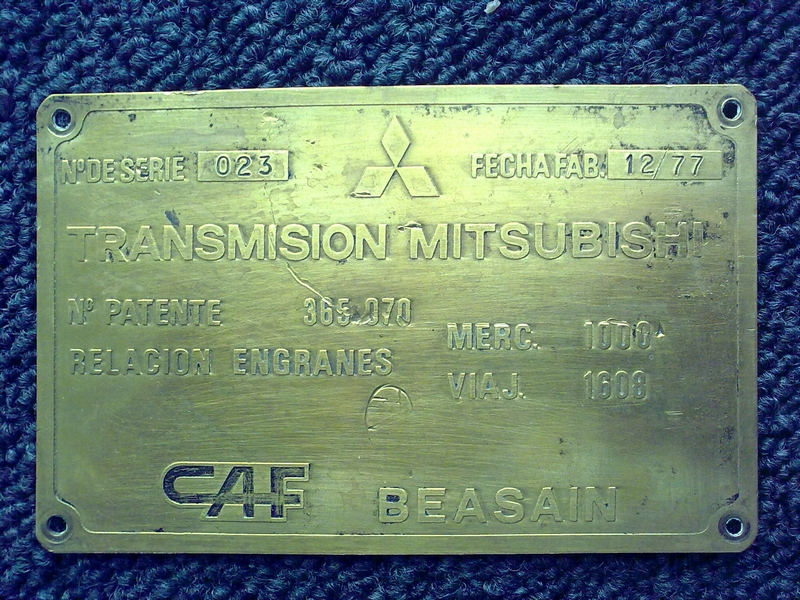 Nº DE SERIE 023 FECHA FAB. 12/77
TRANSMISION MITSUBISHI
Nº PATENTE 365.070
RELACION ENGRANES
MERC. 1000
VIAJ. 1608
CAF BEASAIN